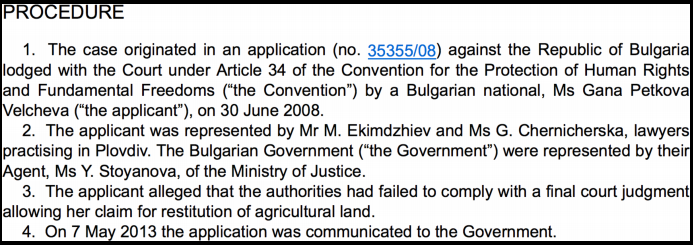 PROCEDURE
1. The case originated in an application (no. 35355/08) against the Republic of Bulgaria
lodged with the Court under Article 34 of the Convention for the Protection of Human Rights
and Fundamental Freedoms (“the Convention”) by a Bulgarian national, Ms Gana Petkova
Velcheva (“the applicant”), on 30 June 2008.
2. The applicant was represented by Mr M. Ekimdzhiev and Ms G. Chernicherska, lawyers
practising in Plovdiv. The Bulgarian Government (“the Government”) were represented by their
Agent, Ms Y. Stoyanova, of the Ministry of Justice.
3. The applicant alleged that the authorities had failed to comply with a final court judgment
allowing her claim for restitution of agricultural land.
4. On 7 May 2013 the application was communicated to the Government.